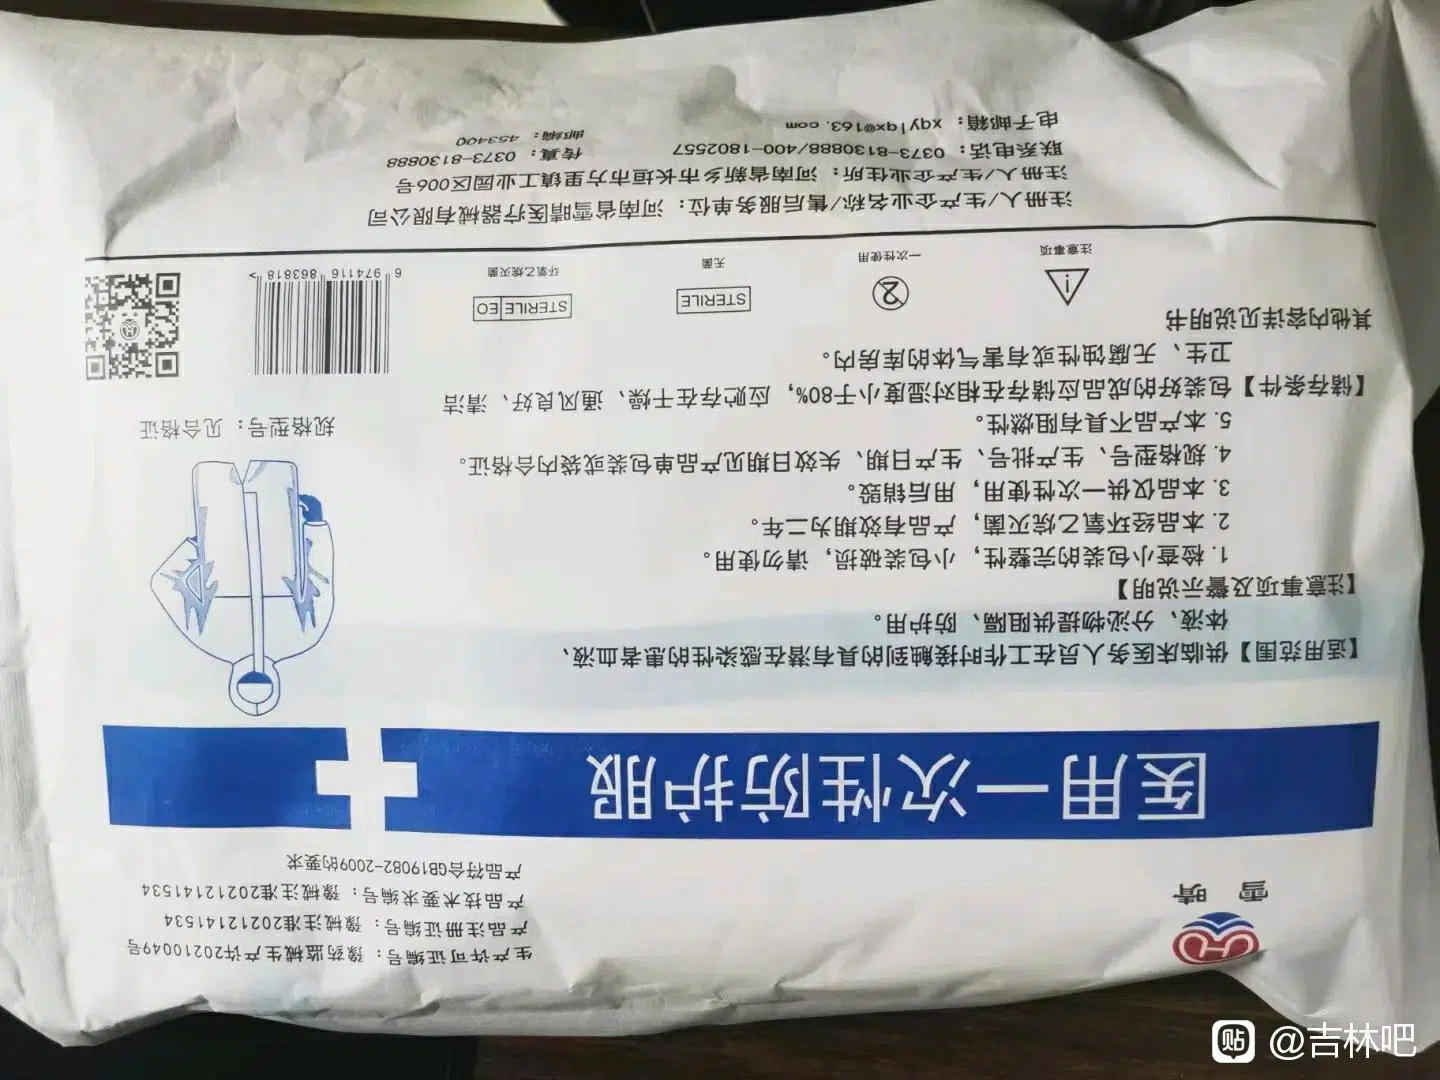 雪 晴
生产许可证编号：豫药监械生产许20210049号
产品注册证编号：豫械注准20212141534
产品技术要求编号：豫械注准20212141534
产品符合GB19082-2009的要求
医用一次性防护服
【适用范围】供临床医务人员在工作时接触到的具有潜在感染性的患者血液、
体液、分泌物提供阻隔、防护用。
【注意事项及警示说明】
1. 检查小包装的完整性，小包装破损，请勿使用。
2. 本品经环氧乙烷灭菌，产品有效期为二年。
3. 本品仅供一次性使用，用后销毁。
4. 规格型号、生产批号、生产日期、失效日期见产品单包装或袋内合格证。
5. 本产品不具有阻燃性。
【储存条件】包装好的成品应储存在相对湿度小于80%，应贮存在干燥、通风良好、清洁
卫生、无腐蚀性或有害气体的库房内。
其他内容详见说明书
规格型号：见合格证
注意事项
2
一次性使用
STERILE
无菌
STERILE EO
环氧乙烷灭菌
6 974116 863818 >
注册人/生产企业名称/售后服务单位：河南省雪晴医疗器械有限公司
注册人/生产企业住所：河南省新乡市长垣市方里镇工业园区006号
联系电话：0373-8130888/400-1802557 传真：0373-8130888
电子邮箱：xqylqx@163.com 邮编：453400
贴 @吉林吧